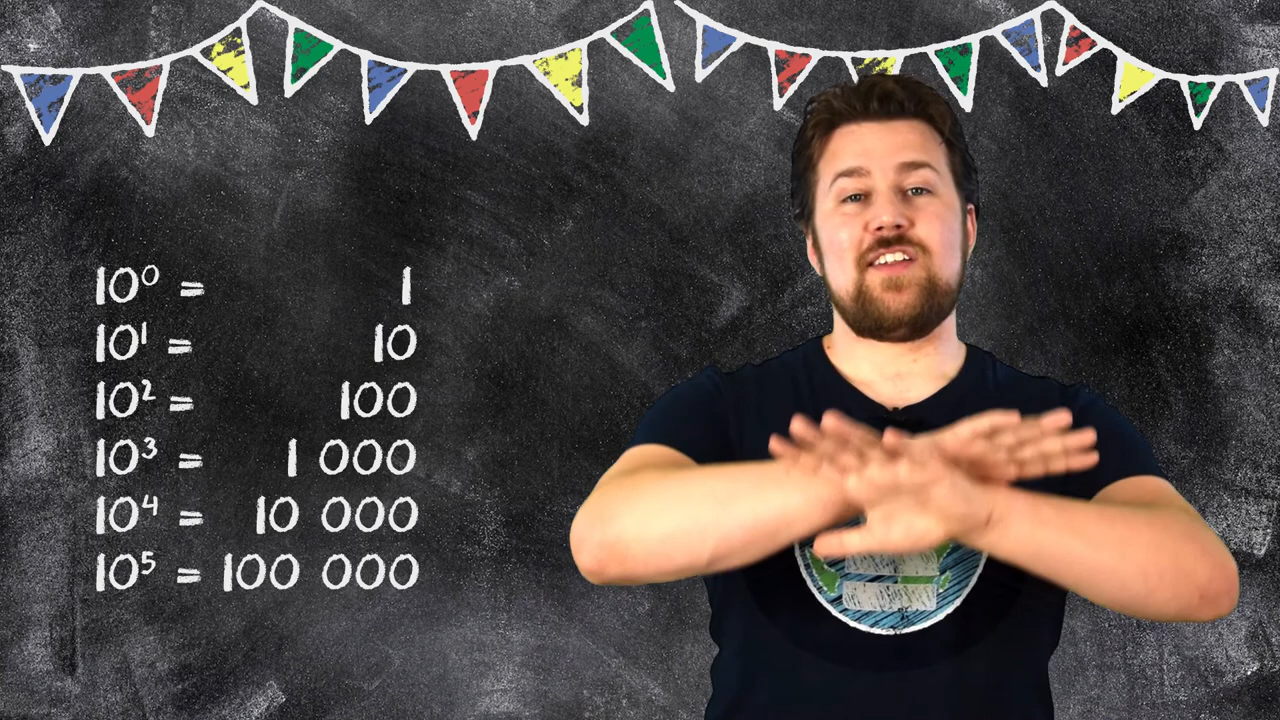 10⁰ = 1
10¹ = 10
10² = 100
10³ = 1 000
10⁴ = 10 000
10⁵ = 100 000